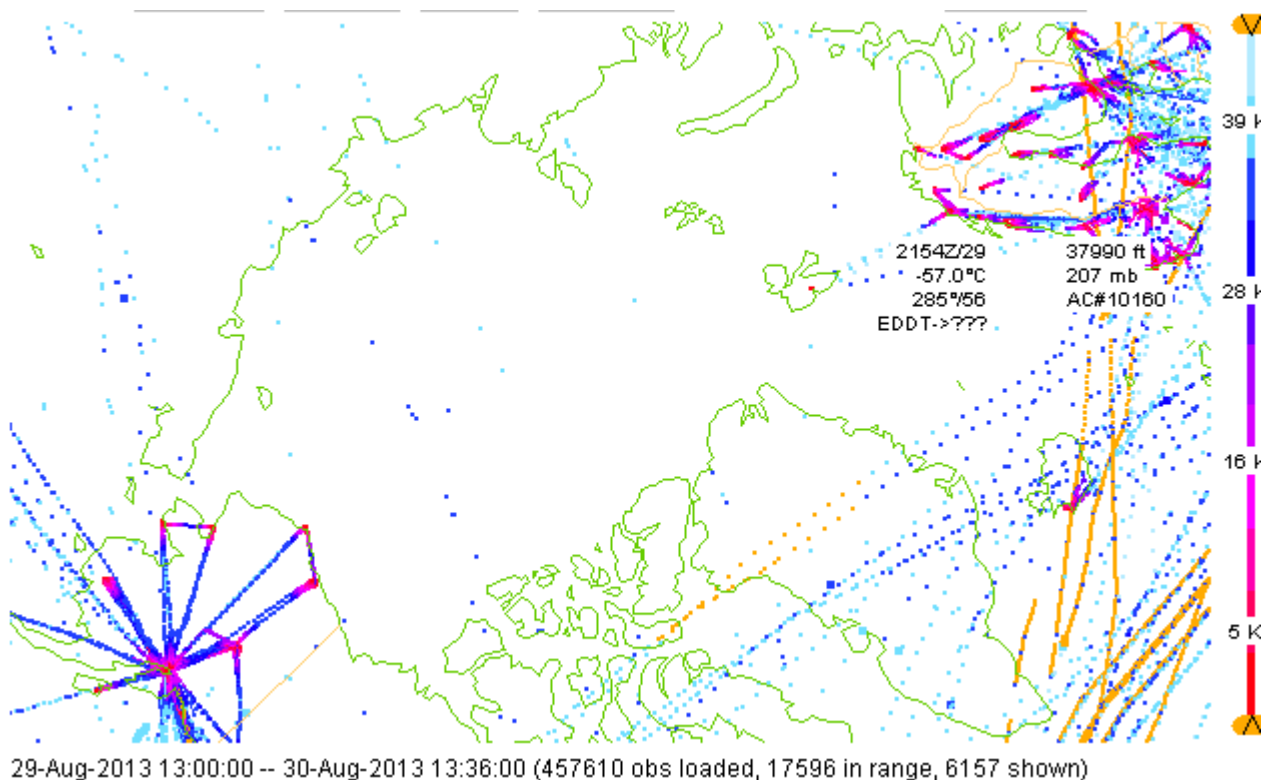 39 k
2154Z/29 37990 ft
-57.0°C 207 mb
285°/56 AC#10160
EDDT->???
28 k
16 k
5 K
29-Aug-2013 13:00:00 -- 30-Aug-2013 13:36:00 (457610 obs loaded, 17596 in range, 6157 shown)